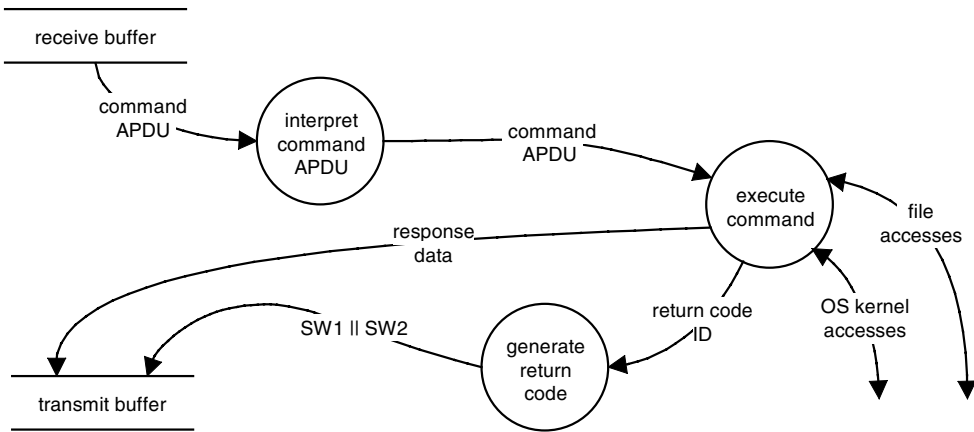 receive buffer
command
APDU
interpret
command
APDU
command
APDU
execute
command
file
accesses
response
data
OS kernel
accesses
return code
ID
SW1 || SW2
generate
return
code
transmit buffer